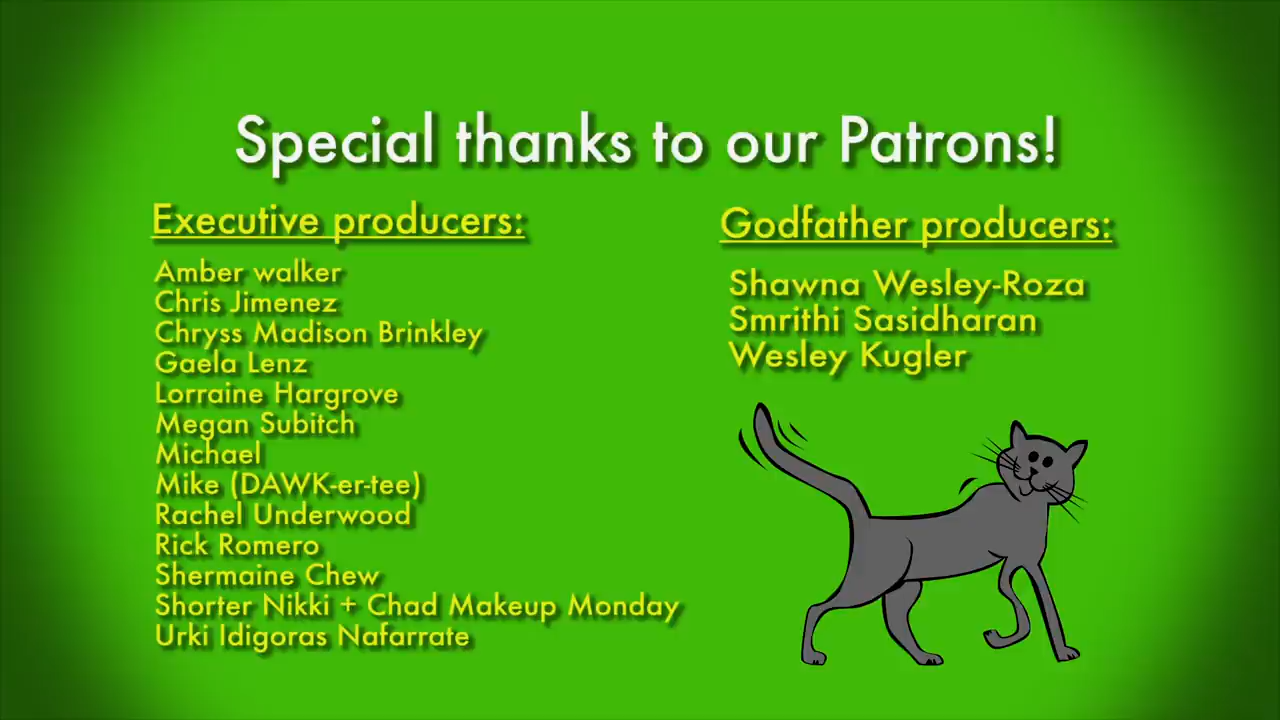 Special thanks to our Patrons!
Executive producers:
Amber walker
Chris Jimenez
Chryss Madison Brinkley
Gaela Lenz
Lorraine Hargrove
Megan Subitch
Michael
Mike (DAWK-er-tee)
Rachel Underwood
Rick Romero
Shermaine Chew
Shorter Nikki + Chad Makeup Monday
Urki Idigoras Nafarrate
Godfather producers:
Shawna Wesley-Roza
Smrithi Sasidharan
Wesley Kugler